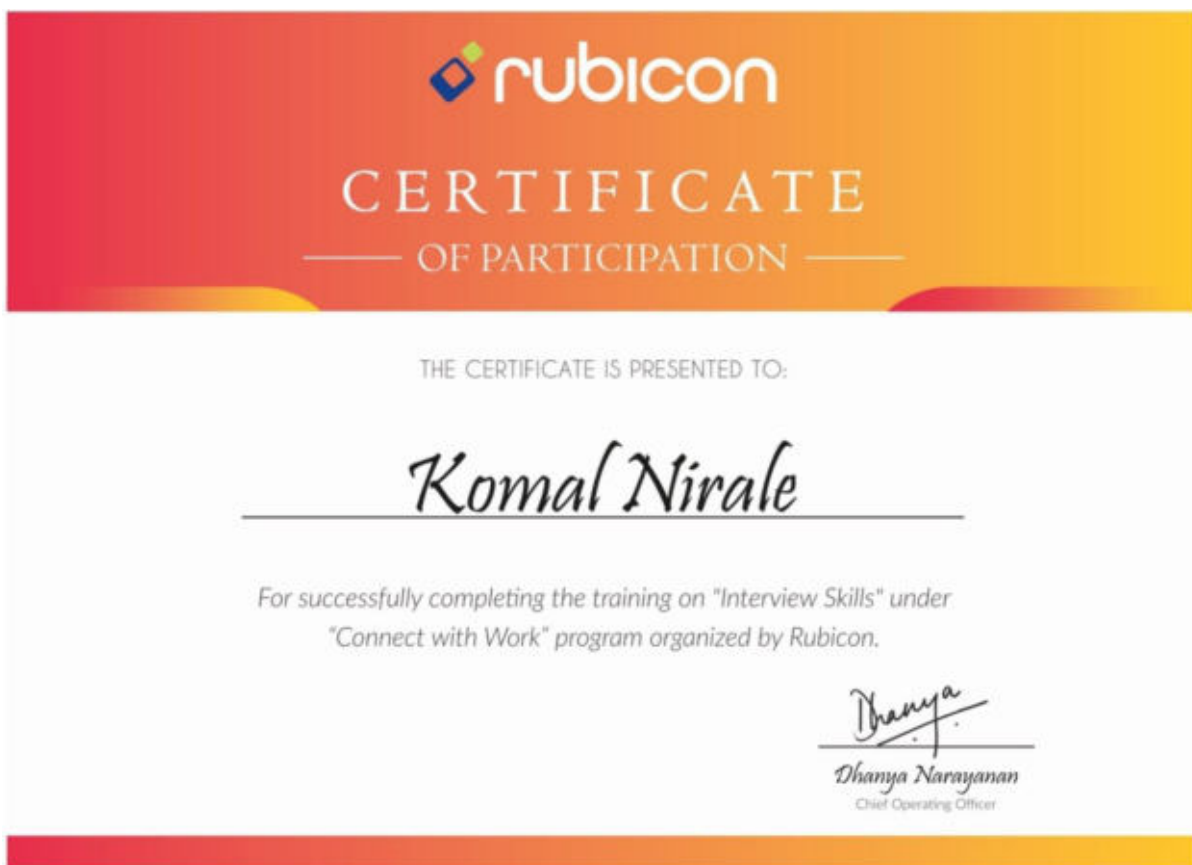 rubicon
CERTIFICATE
OF PARTICIPATION
THE CERTIFICATE IS PRESENTED TO:
Komal Nirale
For successfully completing the training on "Interview Skills" under
"Connect with Work" program organized by Rubicon.
Dhanya
Dhanya Narayanan
Chief Operating Officer